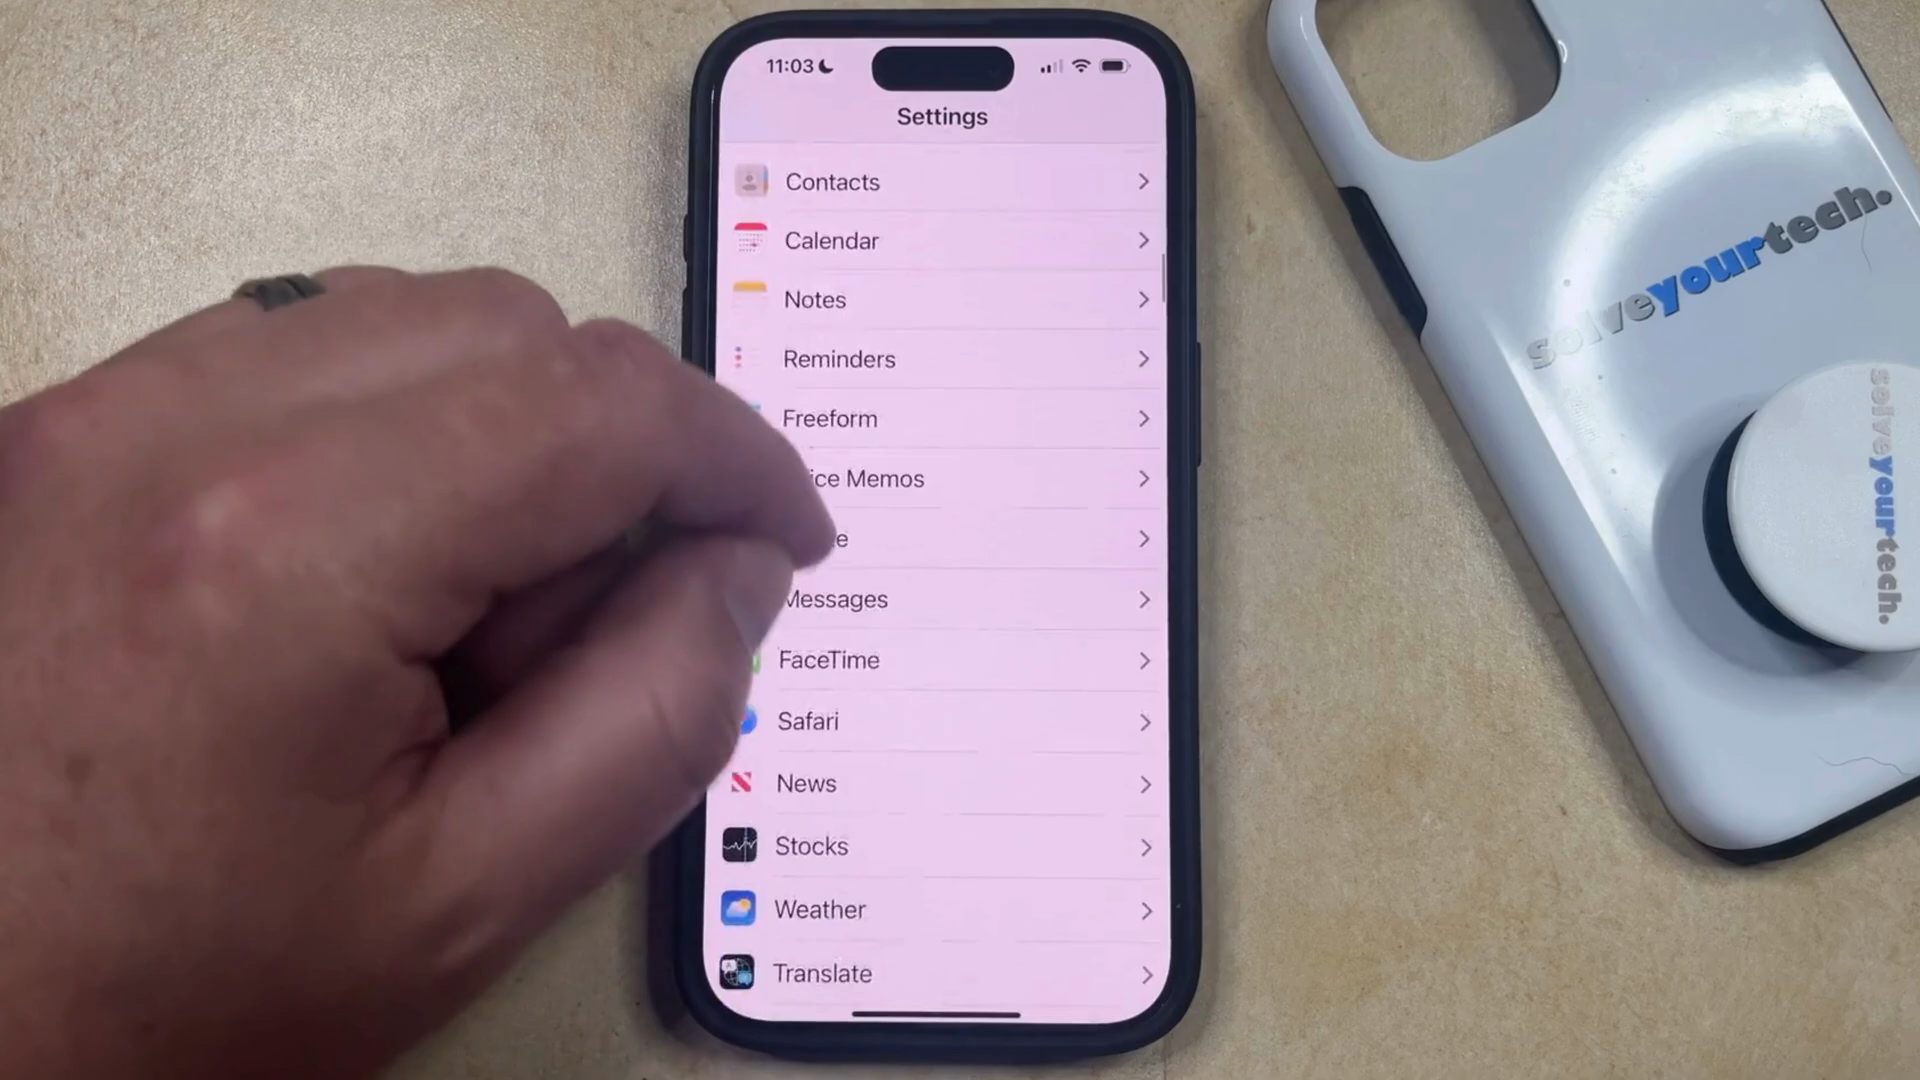 11:03
Settings
Contacts
Calendar
Notes
Reminders
Freeform
ice Memos
e
Messages
FaceTime
Safari
News
Stocks
Weather
Translate
solveyourtech.
solveyourtech.